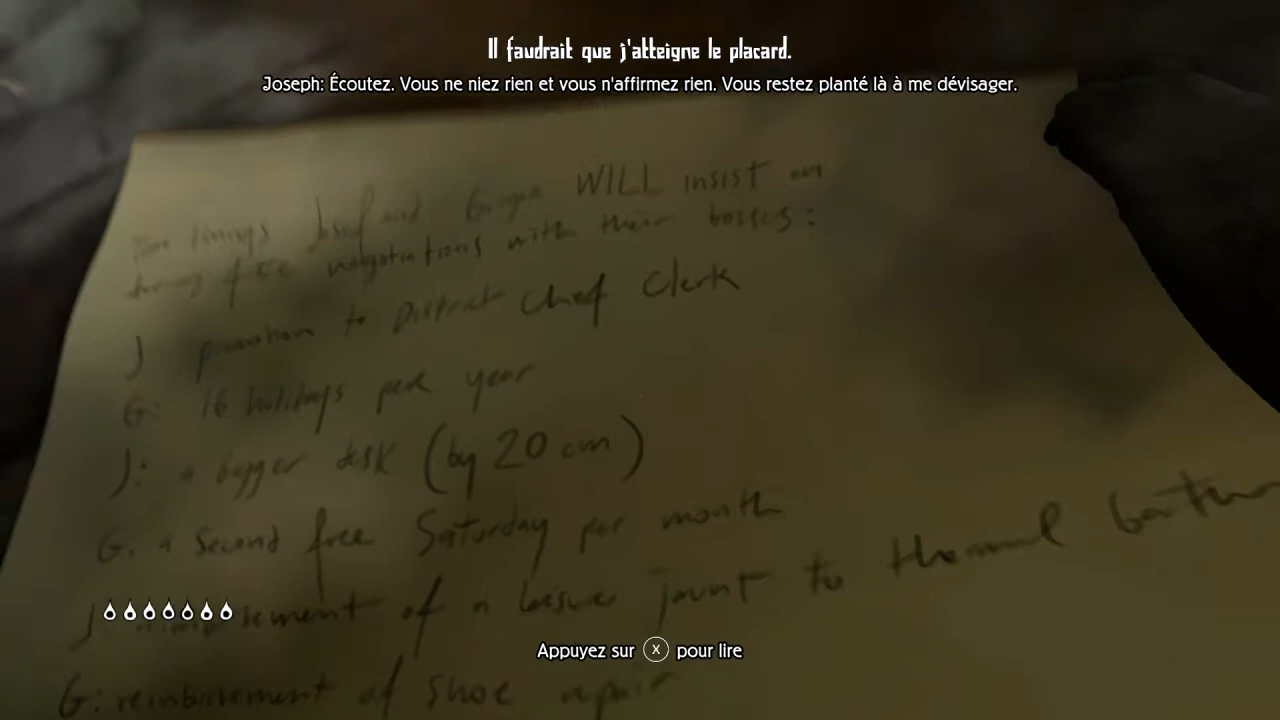 Il faudrait que j'atteigne le placard.
Joseph: Écoutez. Vous ne niez rien et vous n'affirmez rien. Vous restez planté là à me dévisager.
things and WILL insist on
negotiations with their bosses:
J promotion to District Chief Clerk
G: 16 holidays per year
J: a bigger desk (by 20 cm)
G: a second free Saturday per month
J: of a jaunt to thermal
G: of shoe repair
Appuyez sur X pour lire